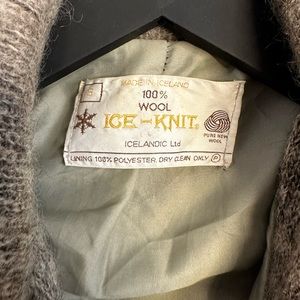 MADE IN ICELAND
S
100%
WOOL
ICE-KNIT®
ICELANDIC Ltd
PURE NEW
WOOL
LINING 100% POLYESTER. DRY CLEAN ONLY P